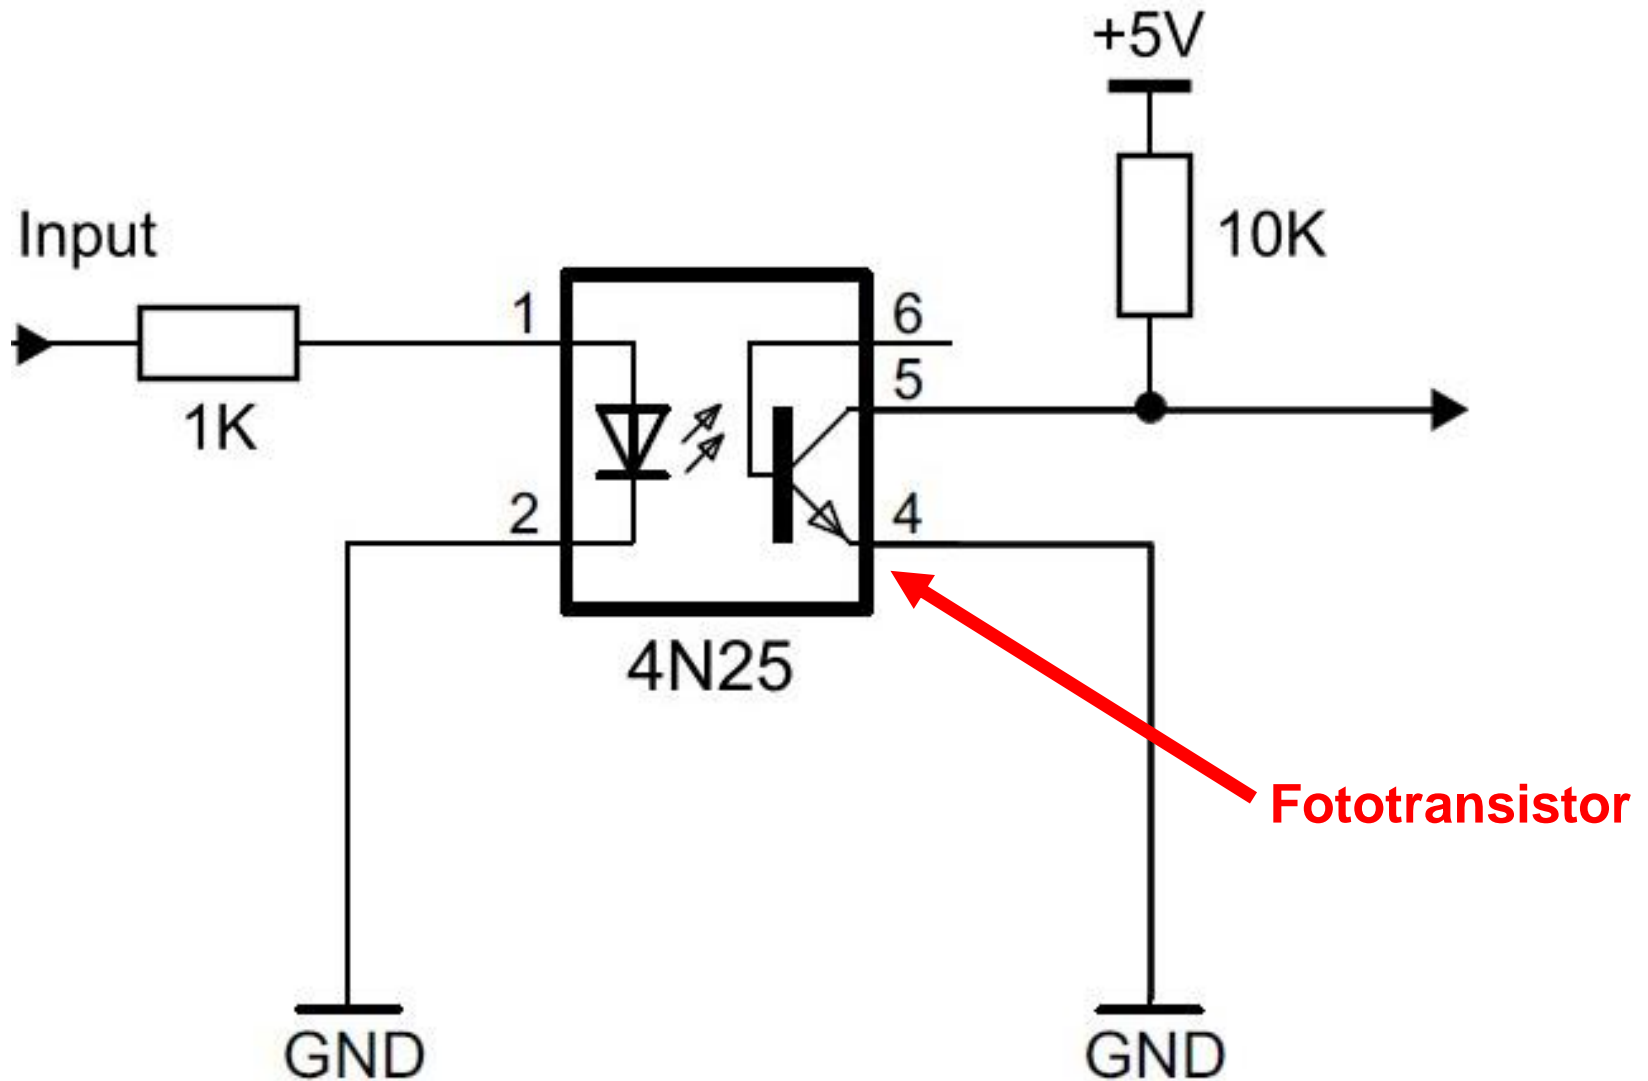 +5V
Input
10K
1
6
5
1K
2
4
4N25
Fototransistor
GND
GND